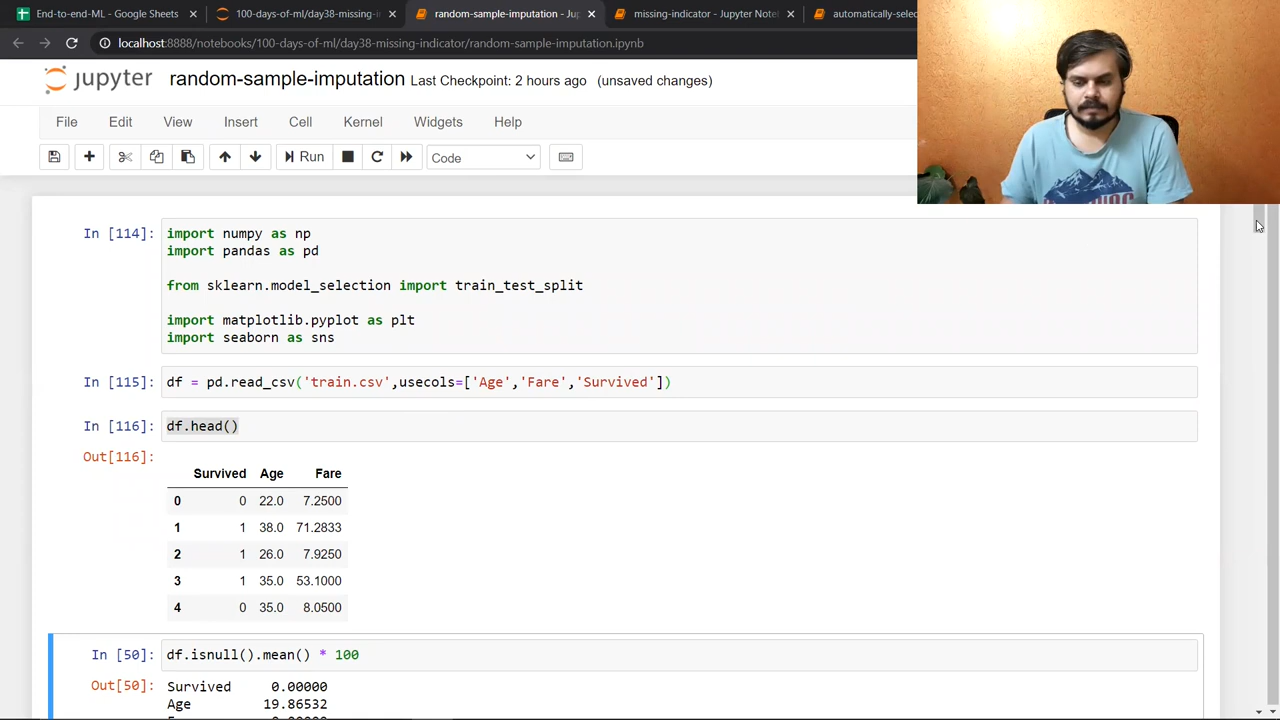 End-to-end-ML - Google Sheets
100-days-of-ml/day38-missing-in
random-sample-imputation - Jup
missing-indicator - Jupyter Note
automatically-sele
localhost:8888/notebooks/100-days-of-ml/day38-missing-indicator/random-sample-imputation.ipynb
jupyter random-sample-imputation Last Checkpoint: 2 hours ago (unsaved changes)
File Edit View Insert Cell Kernel Widgets Help
Run Code
In [114]: import numpy as np
import pandas as pd
from sklearn.model_selection import train_test_split
import matplotlib.pyplot as plt
import seaborn as sns
In [115]: df = pd.read_csv('train.csv',usecols=['Age','Fare','Survived'])
In [116]: df.head()
Out[116]:
Survived Age Fare
0 0 22.0 7.2500
1 1 38.0 71.2833
2 1 26.0 7.9250
3 1 35.0 53.1000
4 0 35.0 8.0500
In [50]: df.isnull().mean() * 100
Out[50]: Survived 0.00000
Age 19.86532